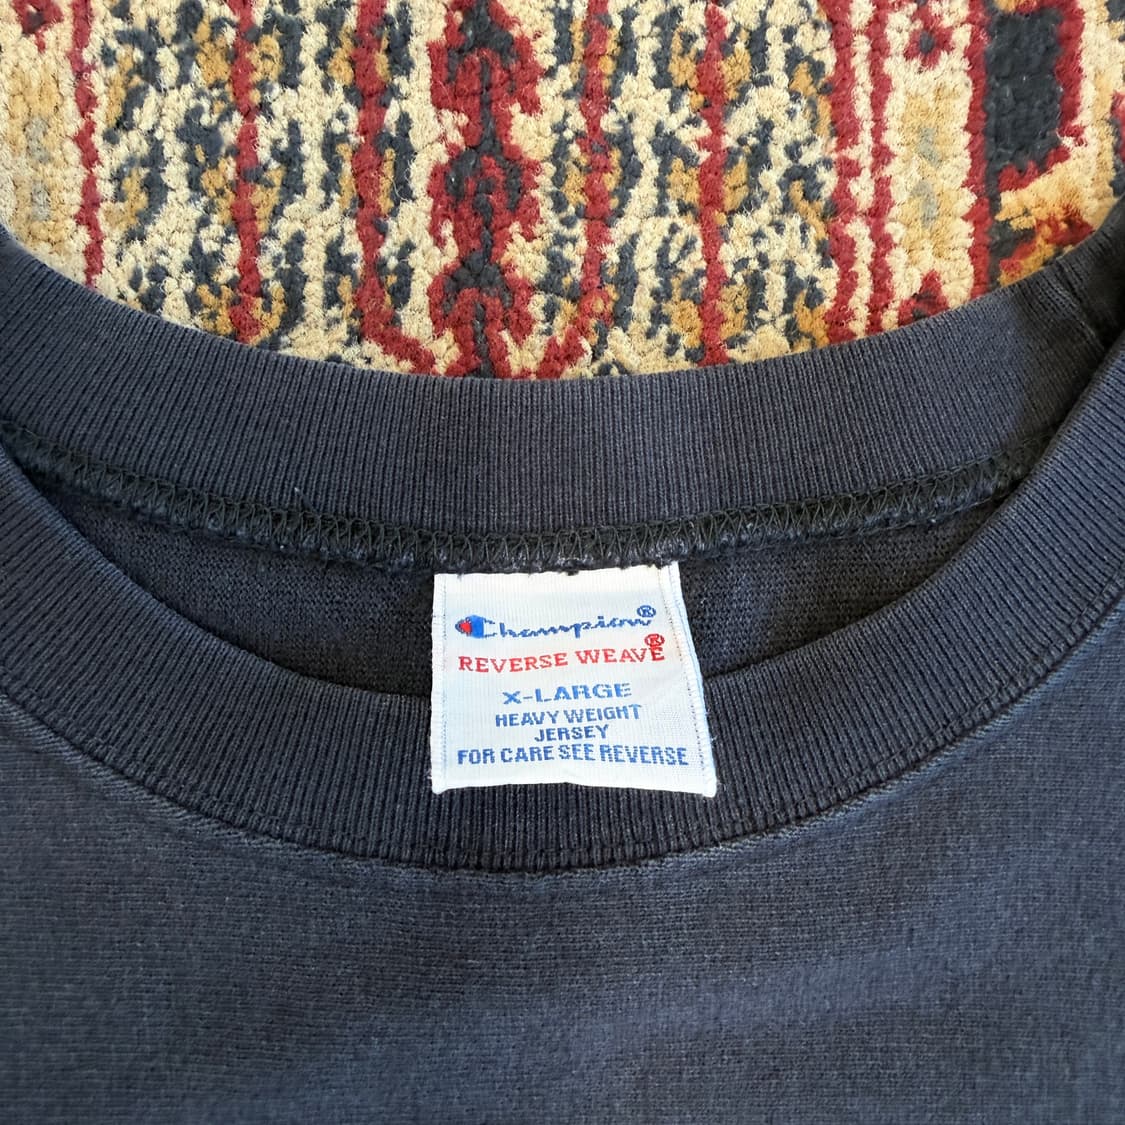 Champion®
REVERSE WEAVE®
X-LARGE
HEAVY WEIGHT
JERSEY
FOR CARE SEE REVERSE